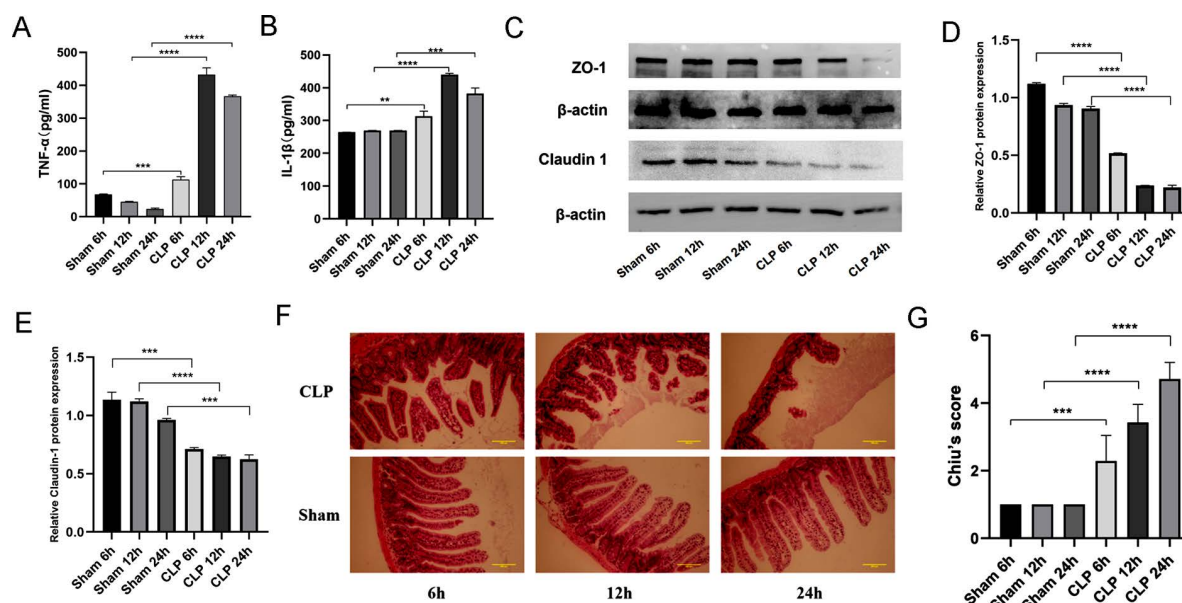 A
TNF-α(pg/ml)
500
400
300
200
100
0
****
****
***
Sham 6h
Sham 12h
Sham 24h
CLP 6h
CLP 12h
CLP 24h
B
IL-1β(pg/ml)
500
400
300
200
100
0
***
****
**
Sham 6h
Sham 12h
Sham 24h
CLP 6h
CLP 12h
CLP 24h
C
ZO-1
β-actin
Claudin 1
β-actin
Sham 6h
Sham 12h
Sham 24h
CLP 6h
CLP 12h
CLP 24h
D
Relative ZO-1 protein expression
1.5
1.0
0.5
0.0
****
****
****
Sham 6h
Sham 12h
Sham 24h
CLP 6h
CLP 12h
CLP 24h
E
Relative Claudin-1 protein expression
1.5
1.0
0.5
0.0
***
****
***
Sham 6h
Sham 12h
Sham 24h
CLP 6h
CLP 12h
CLP 24h
F
CLP
Sham
6h
12h
24h
G
Chiu's score
6
4
2
0
****
****
***
Sham 6h
Sham 12h
Sham 24h
CLP 6h
CLP 12h
CLP 24h